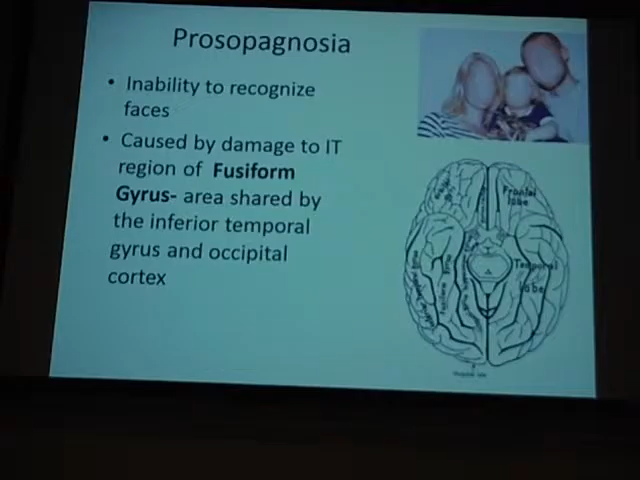 Prosopagnosia
• Inability to recognize
faces
• Caused by damage to IT
region of Fusiform
Gyrus- area shared by
the inferior temporal
gyrus and occipital
cortex
Frontal
lobe
Temporal
lobe